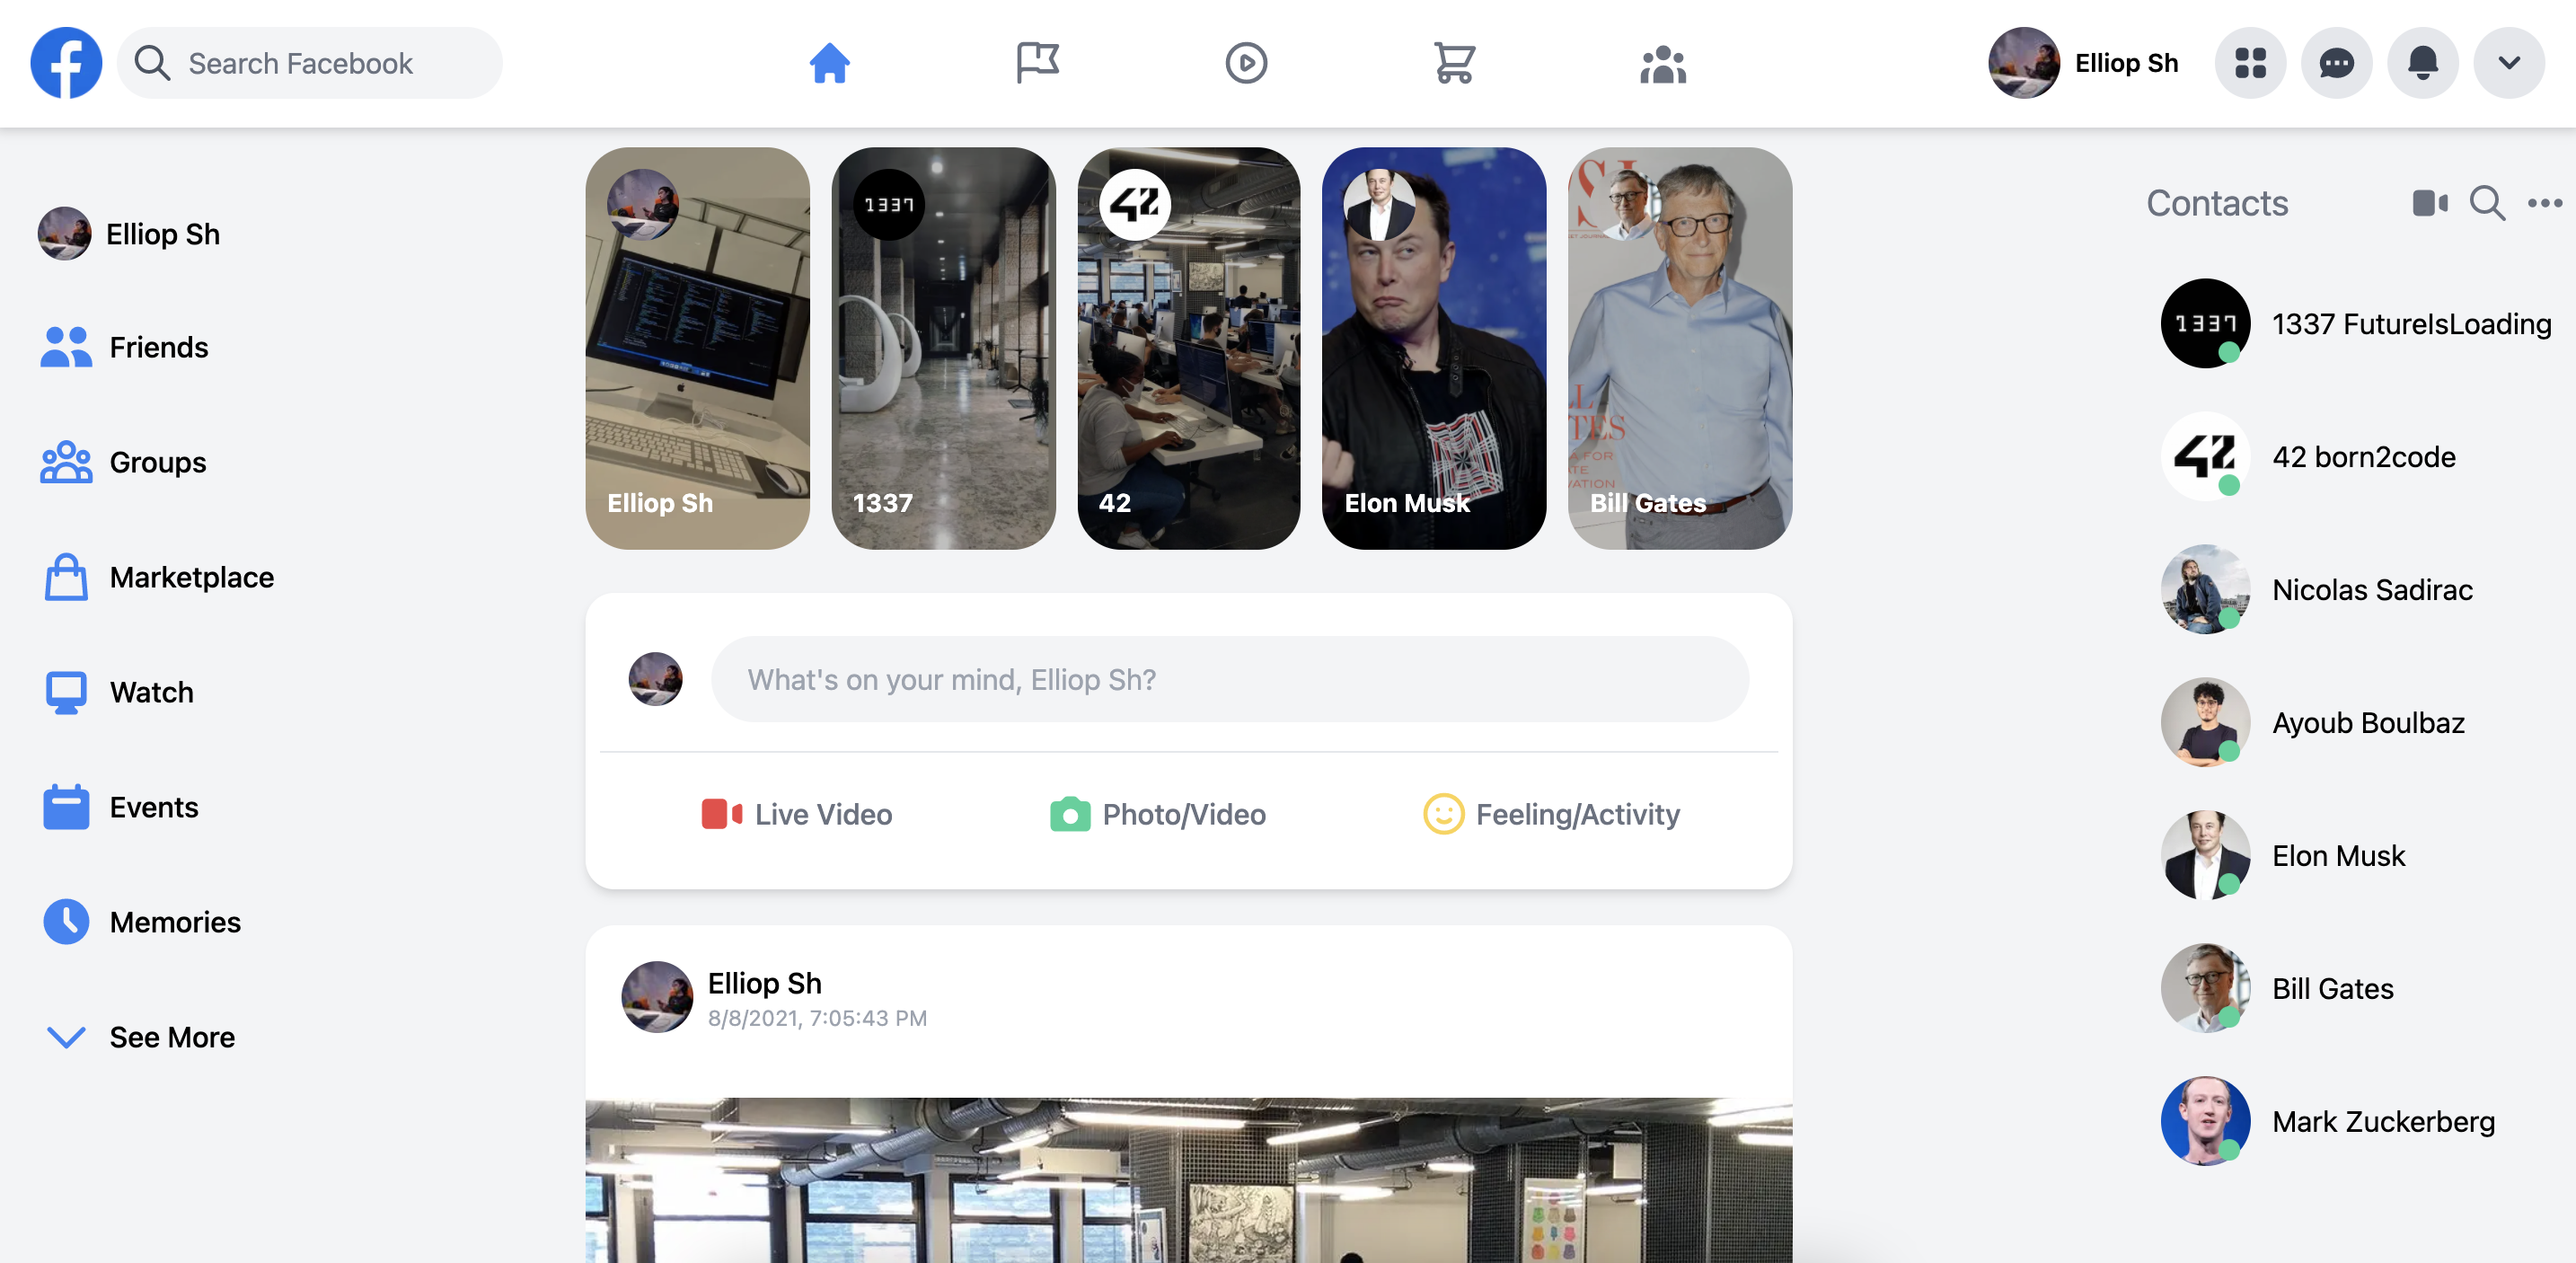 Search Facebook
Elliop Sh
Elliop Sh
Friends
Groups
Marketplace
Watch
Events
Memories
See More
1337
42
Elliop Sh
1337
42
Elon Musk
Bill Gates
What's on your mind, Elliop Sh?
Live Video
Photo/Video
Feeling/Activity
Elliop Sh
8/8/2021, 7:05:43 PM
Contacts
1337
1337 FutureIsLoading
42
42 born2code
Nicolas Sadirac
Ayoub Boulbaz
Elon Musk
Bill Gates
Mark Zuckerberg